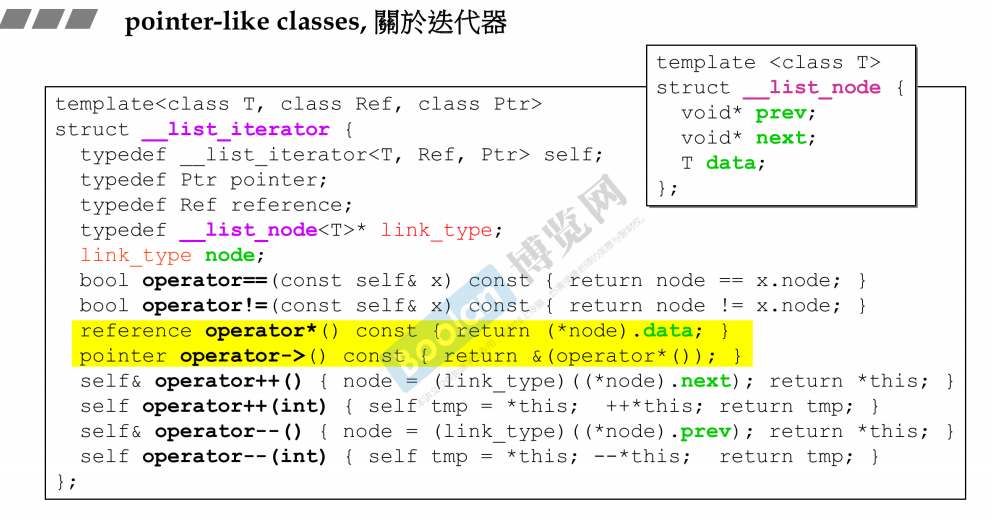 pointer-like classes, 關於迭代器
template <class T>
struct __list_node {
void* prev;
void* next;
T data;
};
template<class T, class Ref, class Ptr>
struct __list_iterator {
typedef __list_iterator<T, Ref, Ptr> self;
typedef Ptr pointer;
typedef Ref reference;
typedef __list_node<T>* link_type;
link_type node;
bool operator==(const self& x) const { return node == x.node; }
bool operator!=(const self& x) const { return node != x.node; }
reference operator*() const { return (*node).data; }
pointer operator->() const { return &(operator*()); }
self& operator++() { node = (link_type)((*node).next); return *this; }
self operator++(int) { self tmp = *this; ++*this; return tmp; }
self& operator--() { node = (link_type)((*node).prev); return *this; }
self operator--(int) { self tmp = *this; --*this; return tmp; }
};
Boolan 博览网